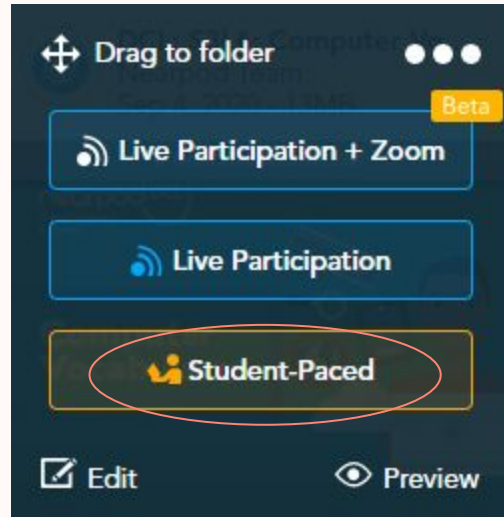 Drag to folder
Beta
Live Participation + Zoom
Live Participation
Student-Paced
Edit
Preview